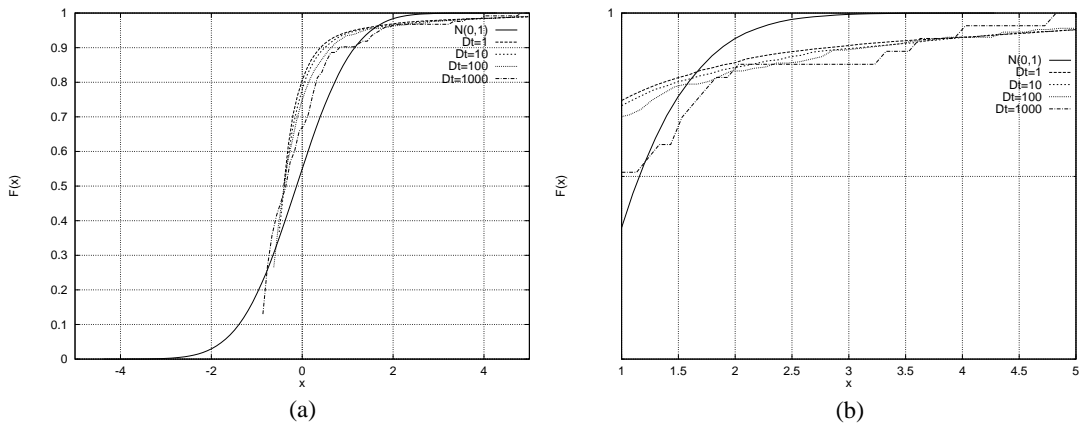 1
0.9
0.8
0.7
0.6
0.5
0.4
0.3
0.2
0.1
0
F(x)
-4
-2
0
2
4
x
N(0,1)
Dt=1
Dt=10
Dt=100
Dt=1000
(a)
1
F(x)
1
1.5
2
2.5
3
3.5
4
4.5
5
x
N(0,1)
Dt=1
Dt=10
Dt=100
Dt=1000
(b)